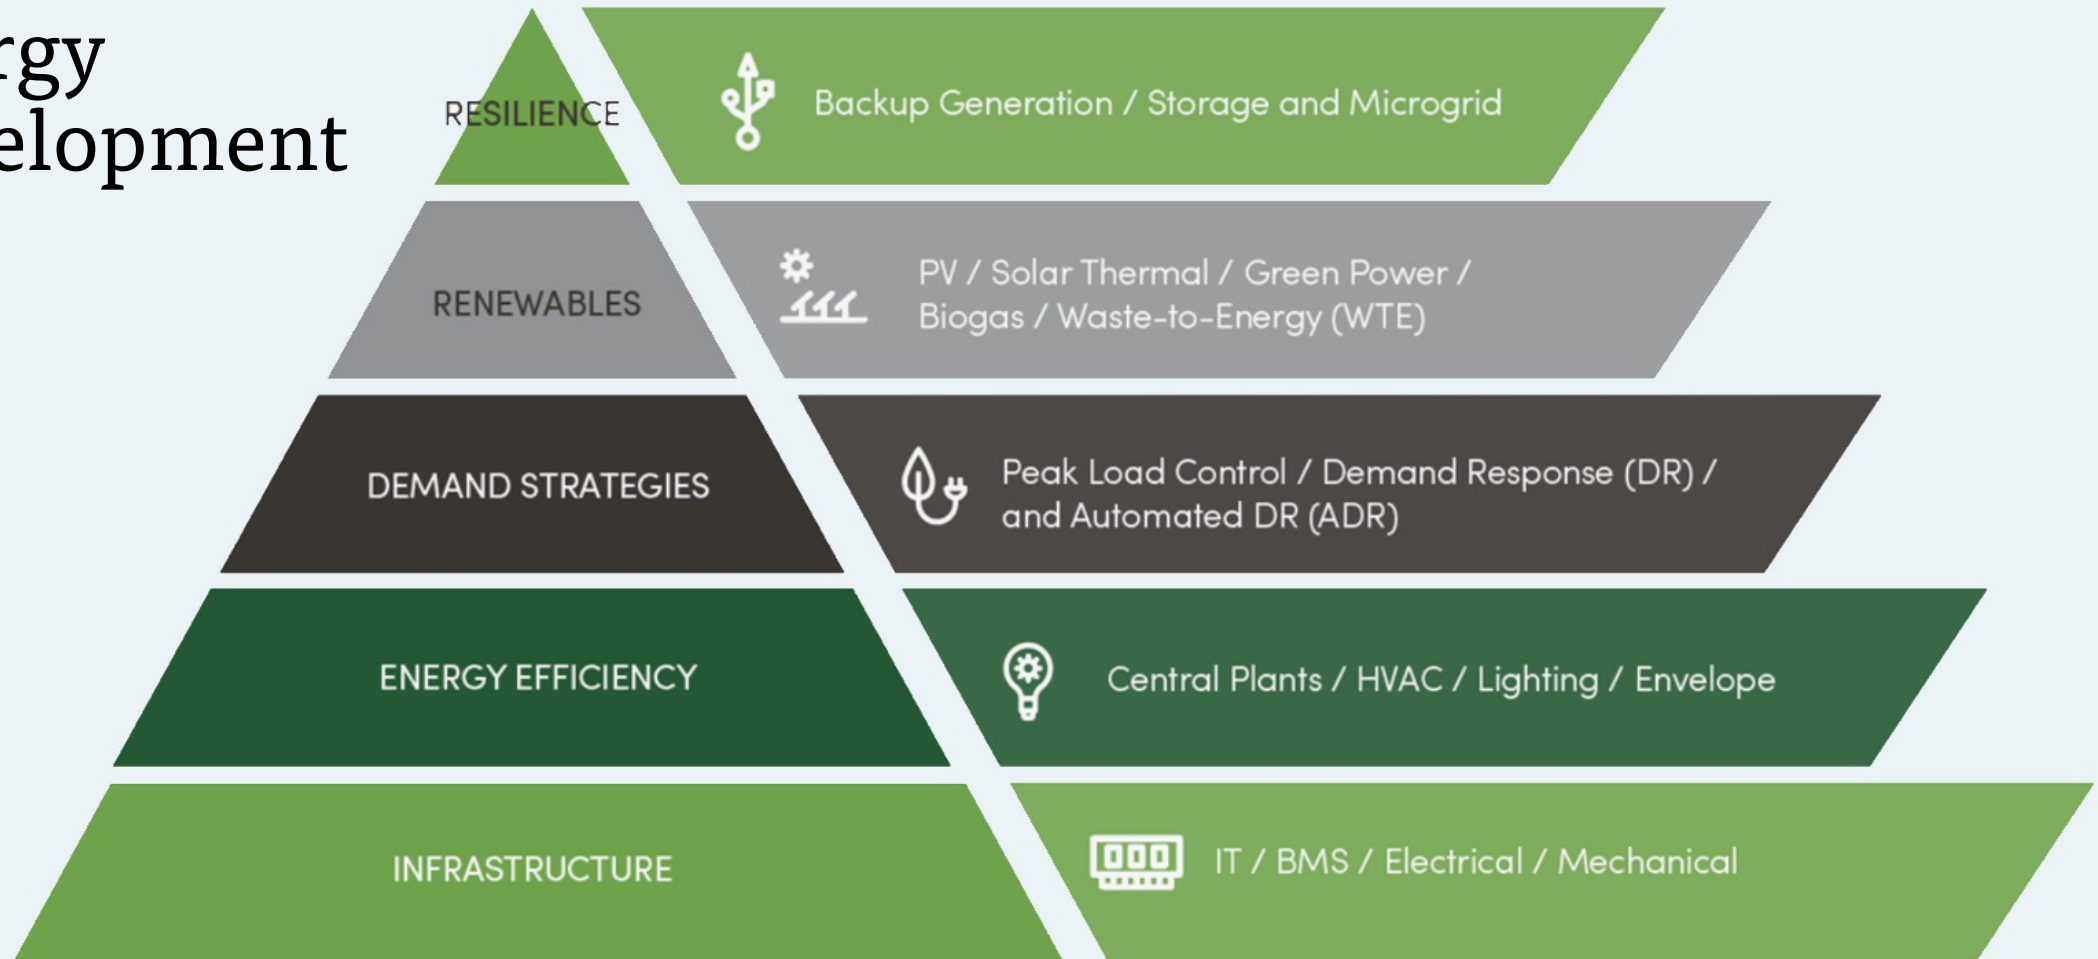 rgy
elopment
RESILIENCE
Backup Generation / Storage and Microgrid
RENEWABLES
PV / Solar Thermal / Green Power /
Biogas / Waste-to-Energy (WTE)
DEMAND STRATEGIES
Peak Load Control / Demand Response (DR) /
and Automated DR (ADR)
ENERGY EFFICIENCY
Central Plants / HVAC / Lighting / Envelope
INFRASTRUCTURE
IT / BMS / Electrical / Mechanical